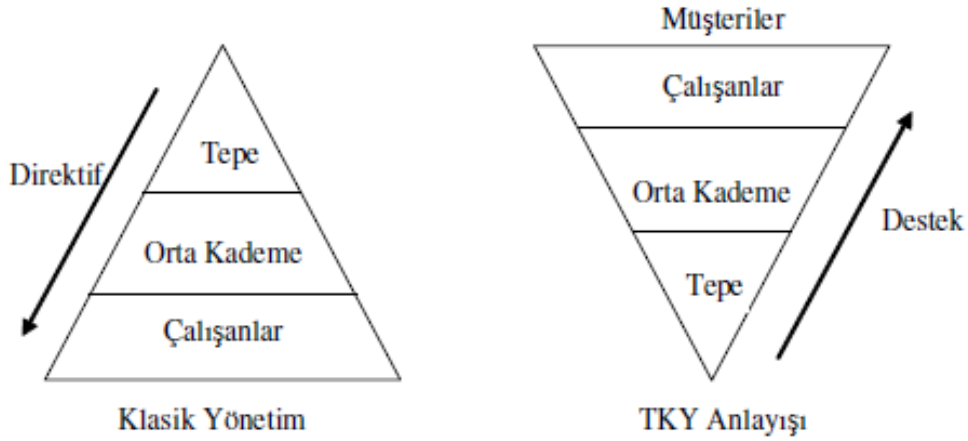 Direktif
Tepe
Orta Kademe
Çalışanlar
Klasik Yönetim
Müşteriler
Çalışanlar
Orta Kademe
Tepe
Destek
TKY Anlayışı